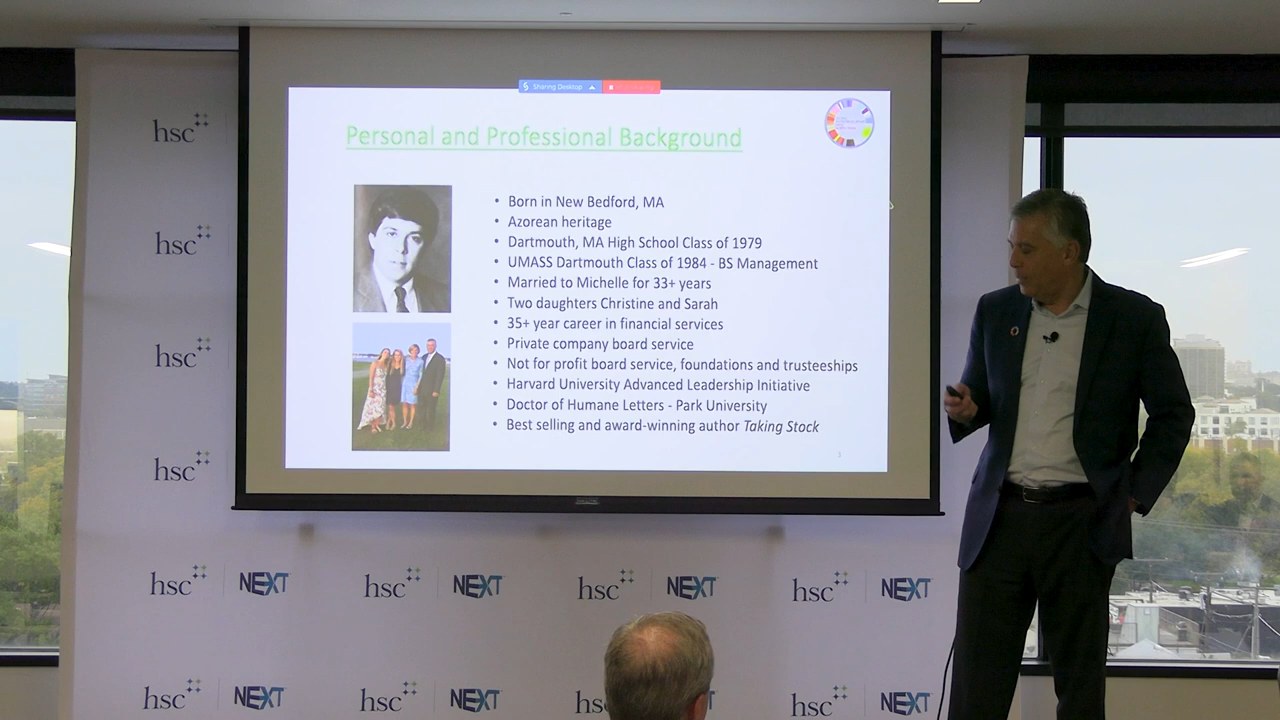 Sharing Desktop
Personal and Professional Background
• Born in New Bedford, MA
• Azorean heritage
• Dartmouth, MA High School Class of 1979
• UMASS Dartmouth Class of 1984 - BS Management
• Married to Michelle for 33+ years
• Two daughters Christine and Sarah
• 35+ year career in financial services
• Private company board service
• Not for profit board service, foundations and trusteeships
• Harvard University Advanced Leadership Initiative
• Doctor of Humane Letters - Park University
• Best selling and award-winning author Taking Stock
hsc
hsc
hsc
hsc
hsc NEXT hsc NEXT hsc NEXT hsc NEXT
hsc NEXT hsc NEXT hsc NEXT